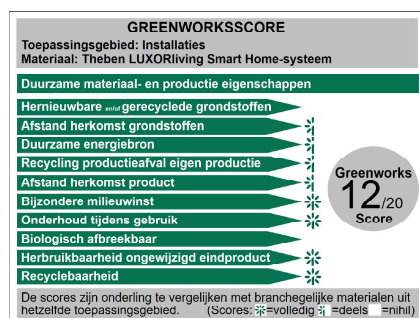 GREENWORKSSCORE
Toepassingsgebied: Installaties
Materiaal: Theben LUXORliving Smart Home-systeem
Duurzame materiaal- en productie eigenschappen
Hernieuwbare en/of gerecyclede grondstoffen
Afstand herkomst grondstoffen
Duurzame energiebron
Recycling productieafval eigen productie
Afstand herkomst product
Bijzondere milieuwinst
Onderhoud tijdens gebruik
Biologisch afbreekbaar
Herbruikbaarheid ongewijzigd eindproduct
Recyclebaarheid
Greenworks
12/20
Score
De scores zijn onderling te vergelijken met branchegelijke materialen uit
hetzelfde toepassingsgebied. (Scores: =volledig =deels =nihil)